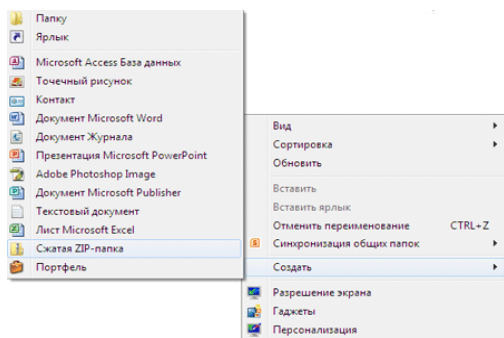 Папку
Ярлык
Microsoft Access База данных
Точечный рисунок
Контакт
Документ Microsoft Word
Документ Журнала
Презентация Microsoft PowerPoint
Adobe Photoshop Image
Документ Microsoft Publisher
Текстовый документ
Лист Microsoft Excel
Сжатая ZIP-папка
Портфель
Вид
Сортировка
Обновить
Вставить
Вставить ярлык
Отменить переименование CTRL+Z
Синхронизация общих папок
Создать
Разрешение экрана
Гаджеты
Персонализация